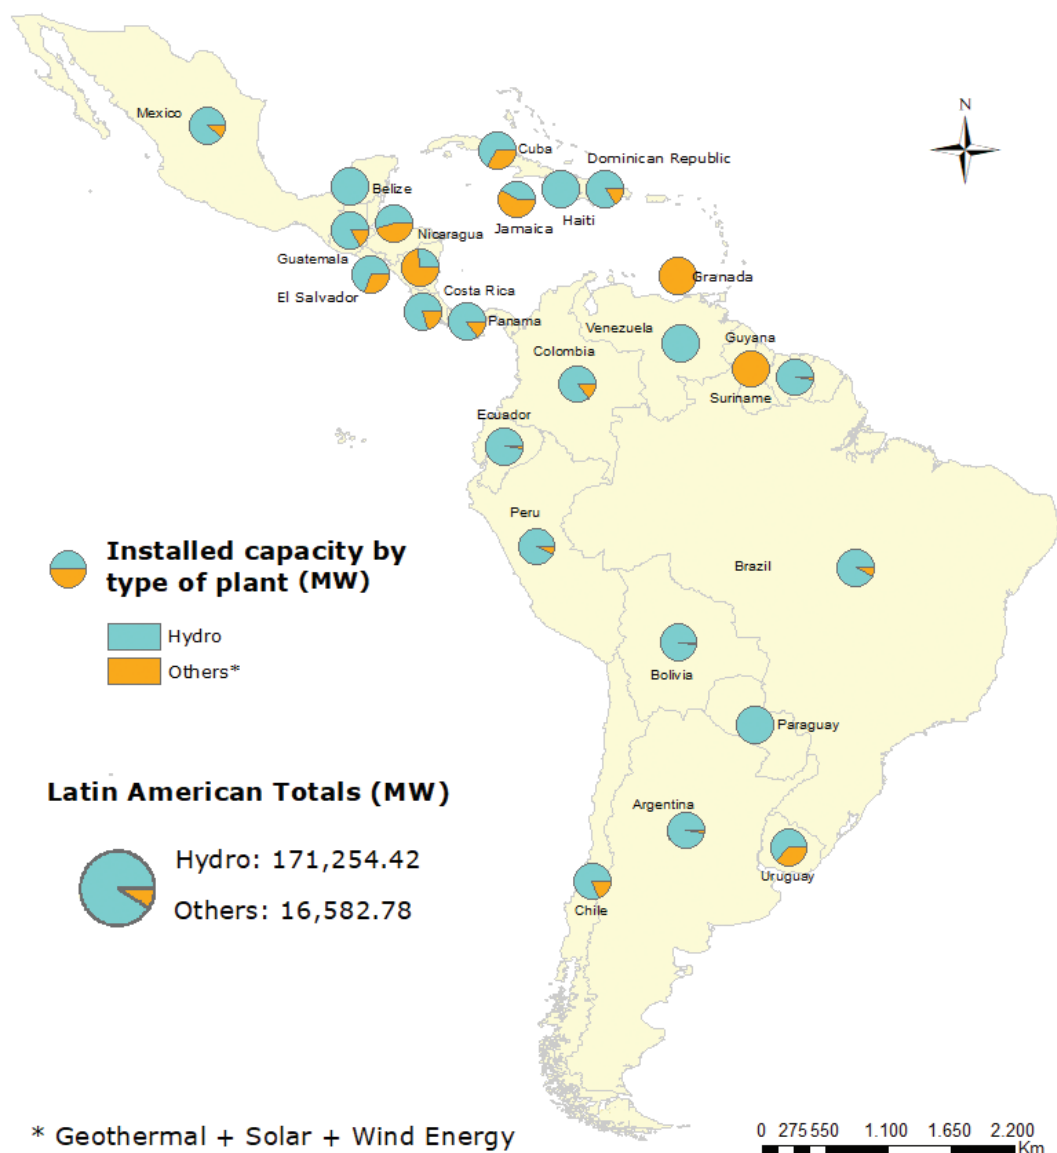 N
Mexico
Cuba
Dominican Republic
Belize
Haiti
Jamaica
Nicaragua
Guatemala
El Salvador
Costa Rica
Panama
Granada
Venezuela
Guyana
Colombia
Suriname
Ecuador
Peru
Brazil
Bolivia
Paraguay
Argentina
Uruguay
Chile
Installed capacity by
type of plant (MW)
Hydro
Others*
Latin American Totals (MW)
Hydro: 171,254.42
Others: 16,582.78
* Geothermal + Solar + Wind Energy
0 275 550 1.100 1.650 2.200
Km